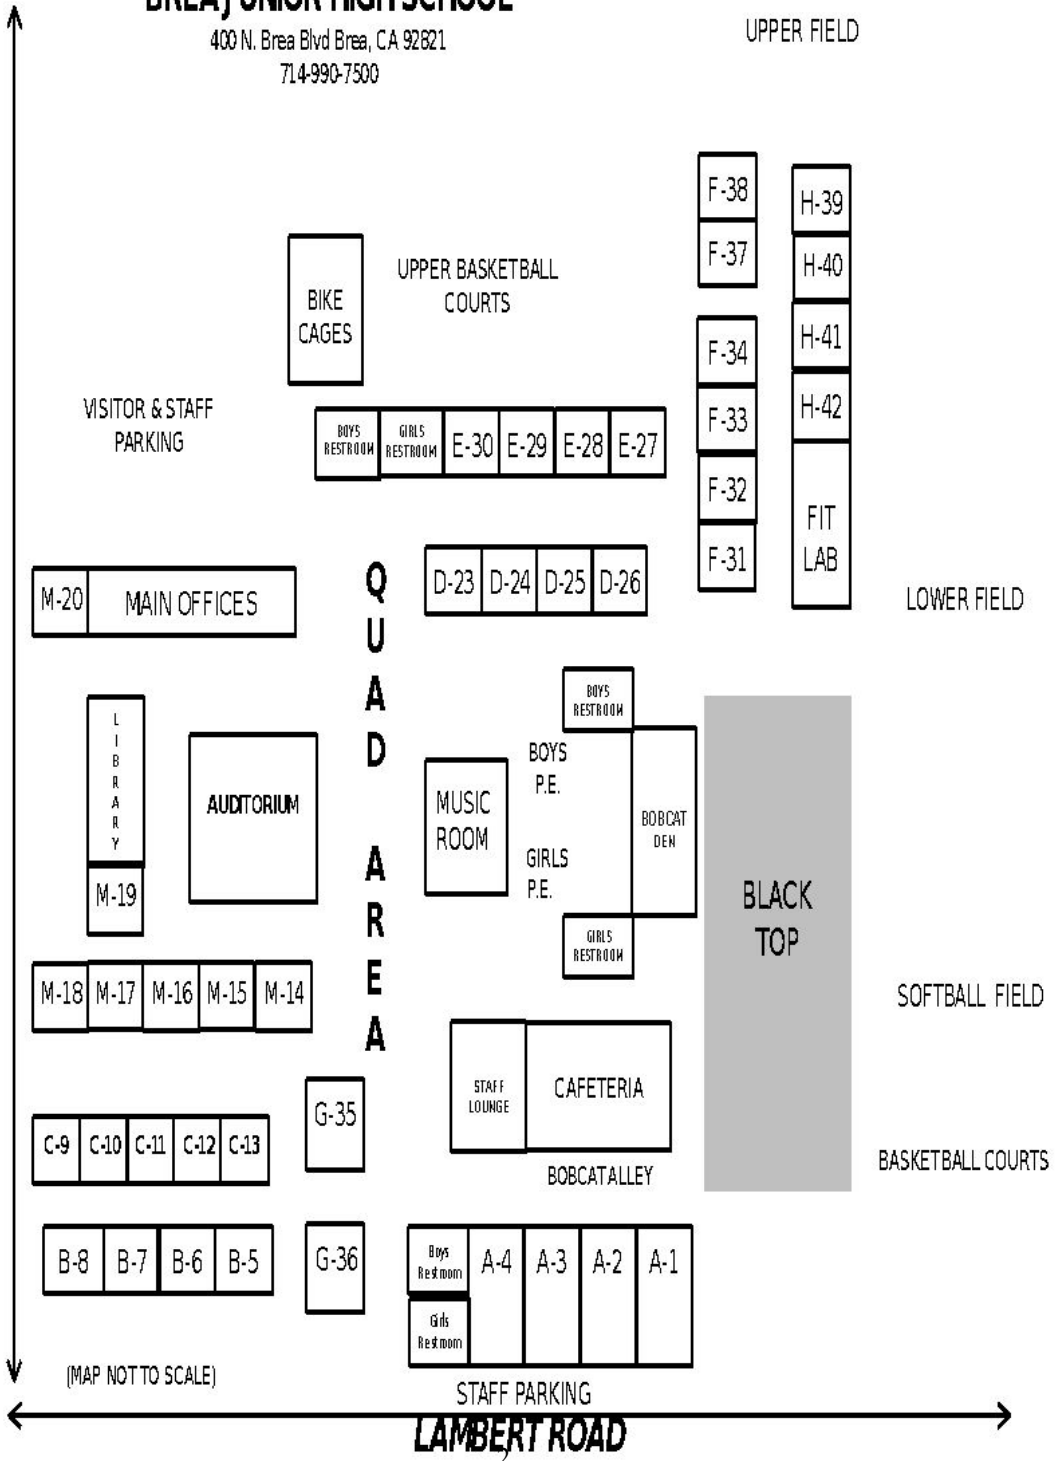 BREA JUNIOR HIGH SCHOOL
400 N. Brea Blvd Brea, CA 92821
714-990-7500
UPPER FIELD
F-38
F-37
H-39
H-40
H-41
H-42
FIT
LAB
F-34
F-33
F-32
F-31
BIKE
CAGES
UPPER BASKETBALL
COURTS
VISITOR & STAFF
PARKING
BOYS
RESTROOM
GIRLS
RESTROOM
E-30
E-29
E-28
E-27
M-20
MAIN OFFICES
QUAD AREA
D-23
D-24
D-25
D-26
LOWER FIELD
LIBRARY
M-19
AUDITORIUM
MUSIC
ROOM
BOYS
RESTROOM
BOYS
P.E.
GIRLS
P.E.
BOBCAT
DEN
GIRLS
RESTROOM
BLACK
TOP
SOFTBALL FIELD
M-18
M-17
M-16
M-15
M-14
STAFF
LOUNGE
CAFETERIA
BOBCAT ALLEY
BASKETBALL COURTS
G-35
C-9
C-10
C-11
C-12
C-13
B-8
B-7
B-6
B-5
G-36
Boys
Restroom
Girls
Restroom
A-4
A-3
A-2
A-1
(MAP NOT TO SCALE)
STAFF PARKING
LAMBERT ROAD